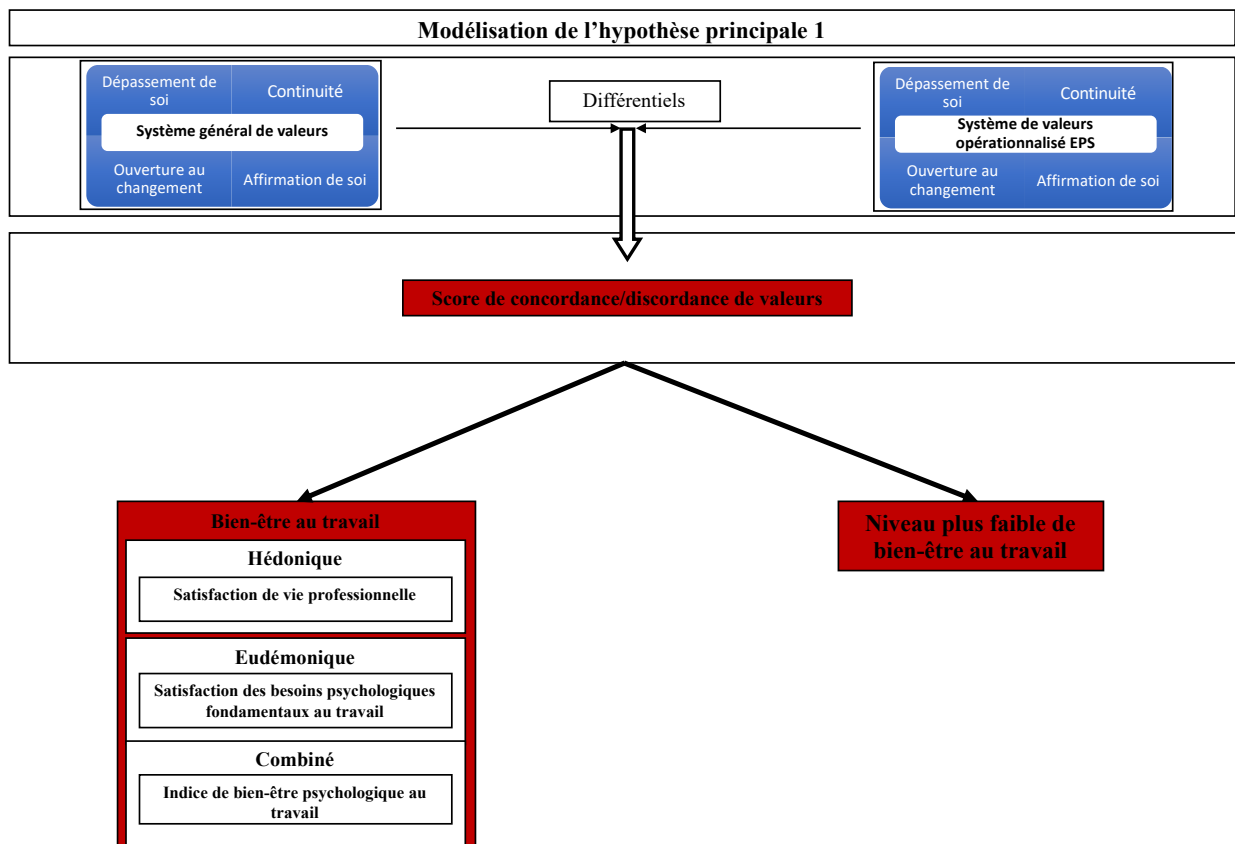 Modélisation de l’hypothèse principale 1
Dépassement de
soi
Continuité
Système général de valeurs
Ouverture au
changement
Affirmation de soi
Différentiels
Dépassement de
soi
Continuité
Système de valeurs
opérationnalisé EPS
Ouverture au
changement
Affirmation de soi
Score de concordance/discordance de valeurs
Bien-être au travail
Hédonique
Satisfaction de vie professionnelle
Eudémonique
Satisfaction des besoins psychologiques
fondamentaux au travail
Combiné
Indice de bien-être psychologique au
travail
Niveau plus faible de
bien-être au travail